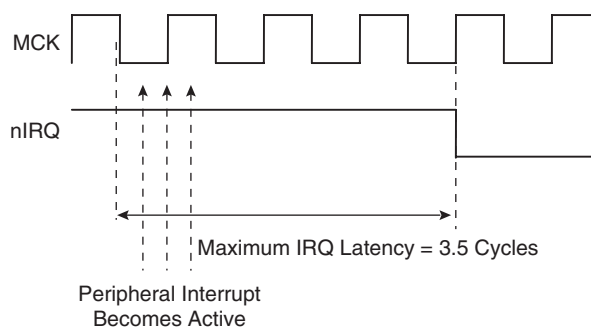 MCK
nIRQ
Maximum IRQ Latency = 3.5 Cycles
Peripheral Interrupt
Becomes Active